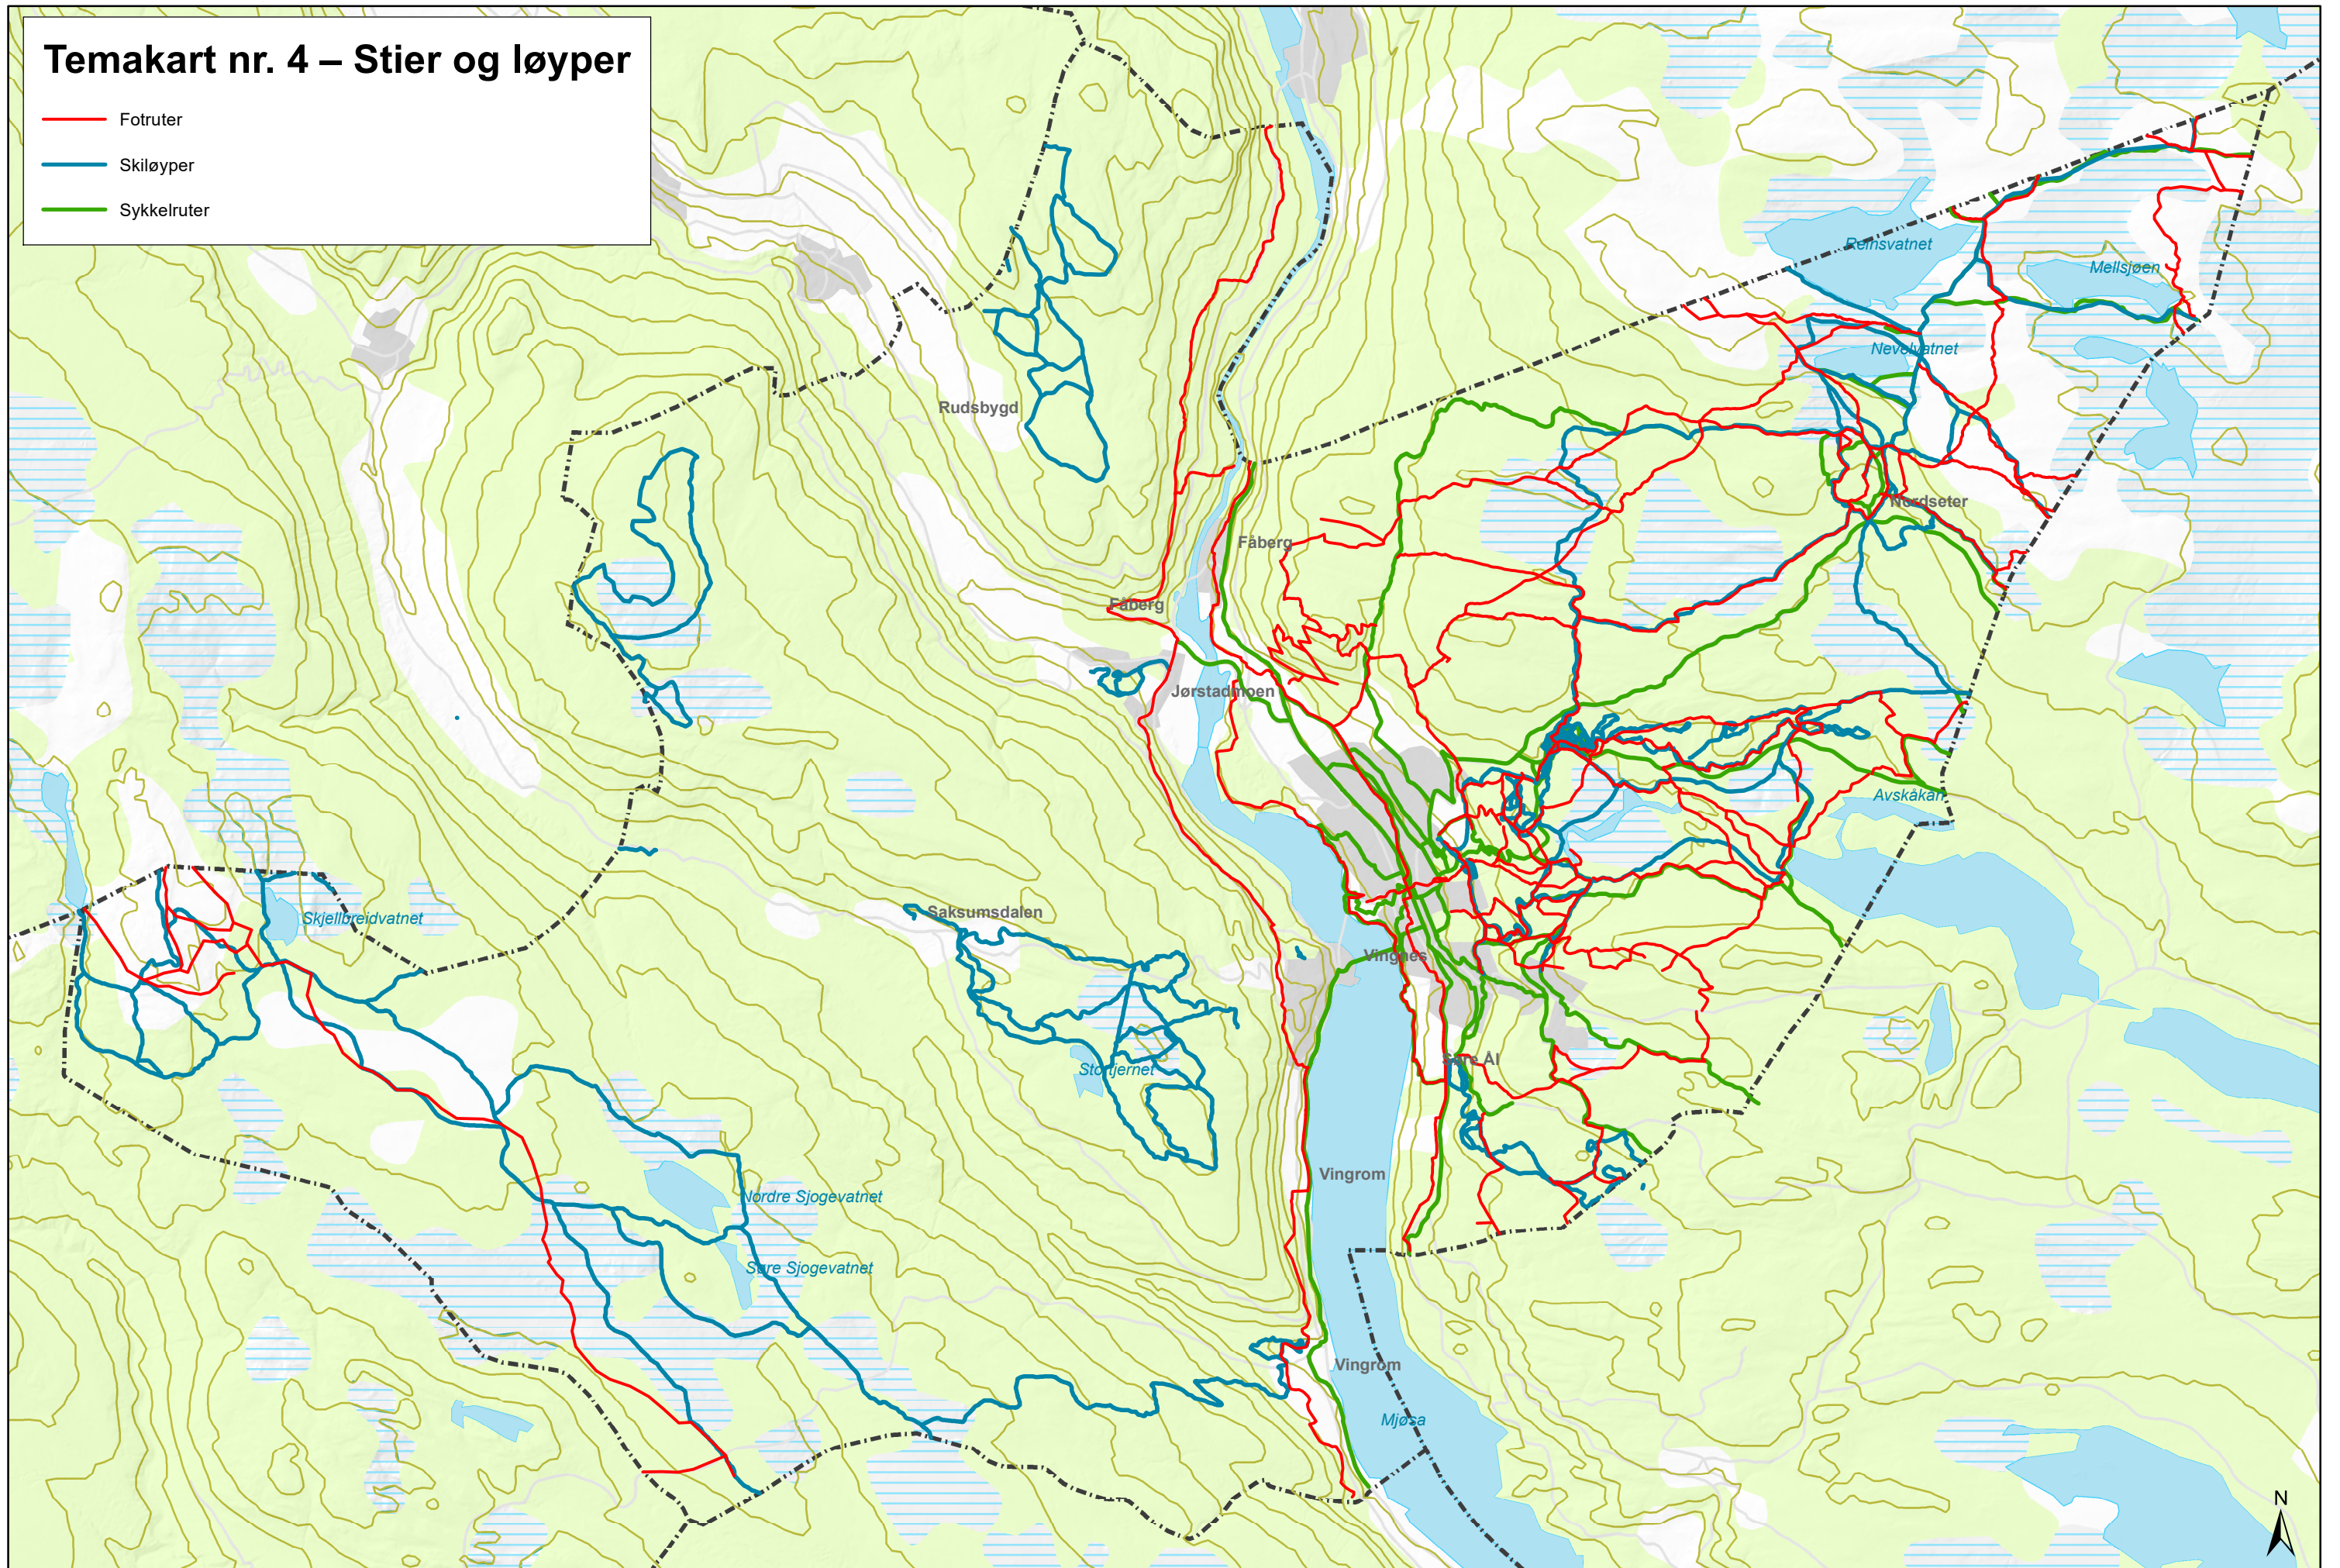 Temakart nr. 4 – Stier og løyper
Fotruter
Skiløyper
Sykkelruter
Reinsvatnet
Mellsjøen
Nevelvatnet
Rudsbygd
Nordseter
Fåberg
Fåberg
Jørstadmoen
Avskåkan
Saksumsdalen
Skjellbreidvatnet
Vingnes
Søre Ål
Stortjernet
Vingrom
Nordre Sjogevatnet
Søre Sjogevatnet
Vingrom
Mjøsa
N